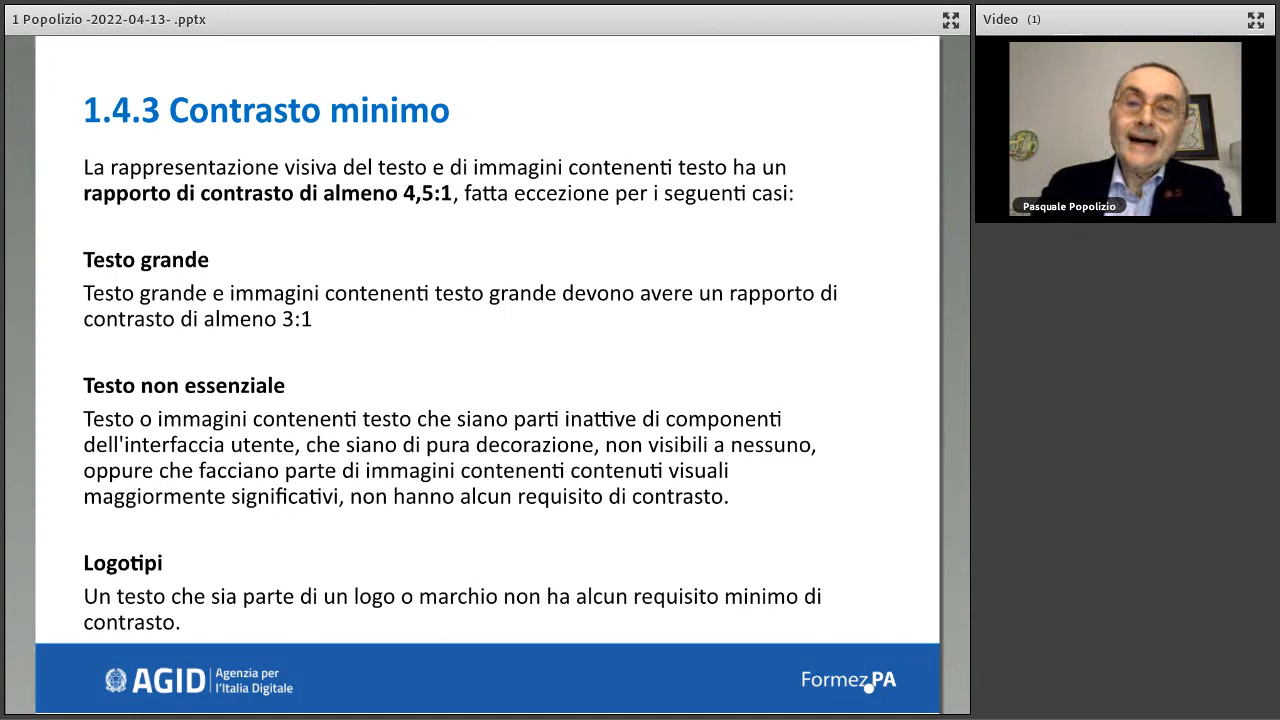 1 Popolizio -2022-04-13- .pptx
Video (1)
1.4.3 Contrasto minimo
La rappresentazione visiva del testo e di immagini contenenti testo ha un
rapporto di contrasto di almeno 4,5:1, fatta eccezione per i seguenti casi:
Testo grande
Testo grande e immagini contenenti testo grande devono avere un rapporto di
contrasto di almeno 3:1
Testo non essenziale
Testo o immagini contenenti testo che siano parti inattive di componenti
dell'interfaccia utente, che siano di pura decorazione, non visibili a nessuno,
oppure che facciano parte di immagini contenenti contenuti visuali
maggiormente significativi, non hanno alcun requisito di contrasto.
Logotipi
Un testo che sia parte di un logo o marchio non ha alcun requisito minimo di
contrasto.
AGID Agenzia per
l'Italia Digitale
Formez PA
Pasquale Popolizio